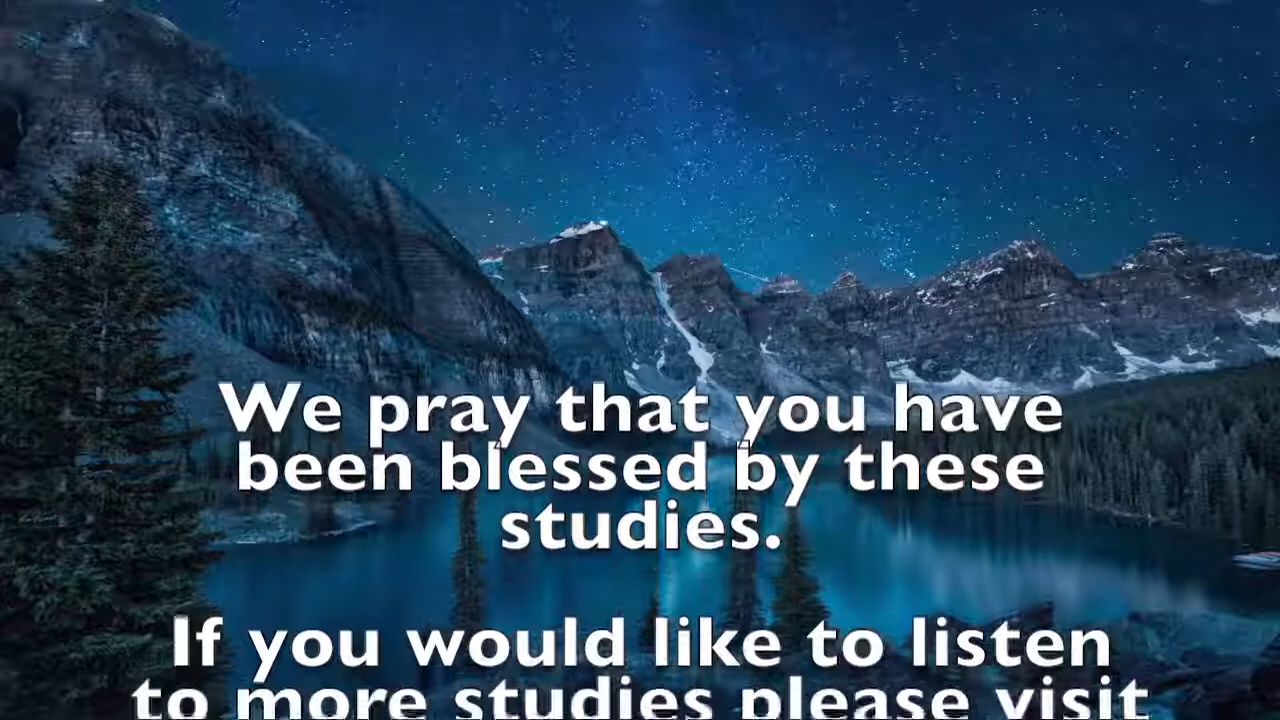 We pray that you have
been blessed by these
studies.
If you would like to listen
to more studies please visit